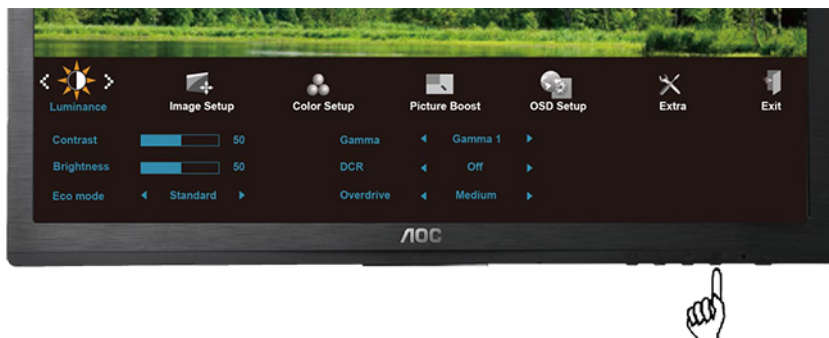 Luminance Image Setup Color Setup Picture Boost OSD Setup Extra Exit
Contrast 50 Gamma Gamma 1
Brightness 50 DCR Off
Eco mode Standard Overdrive Medium
AOC